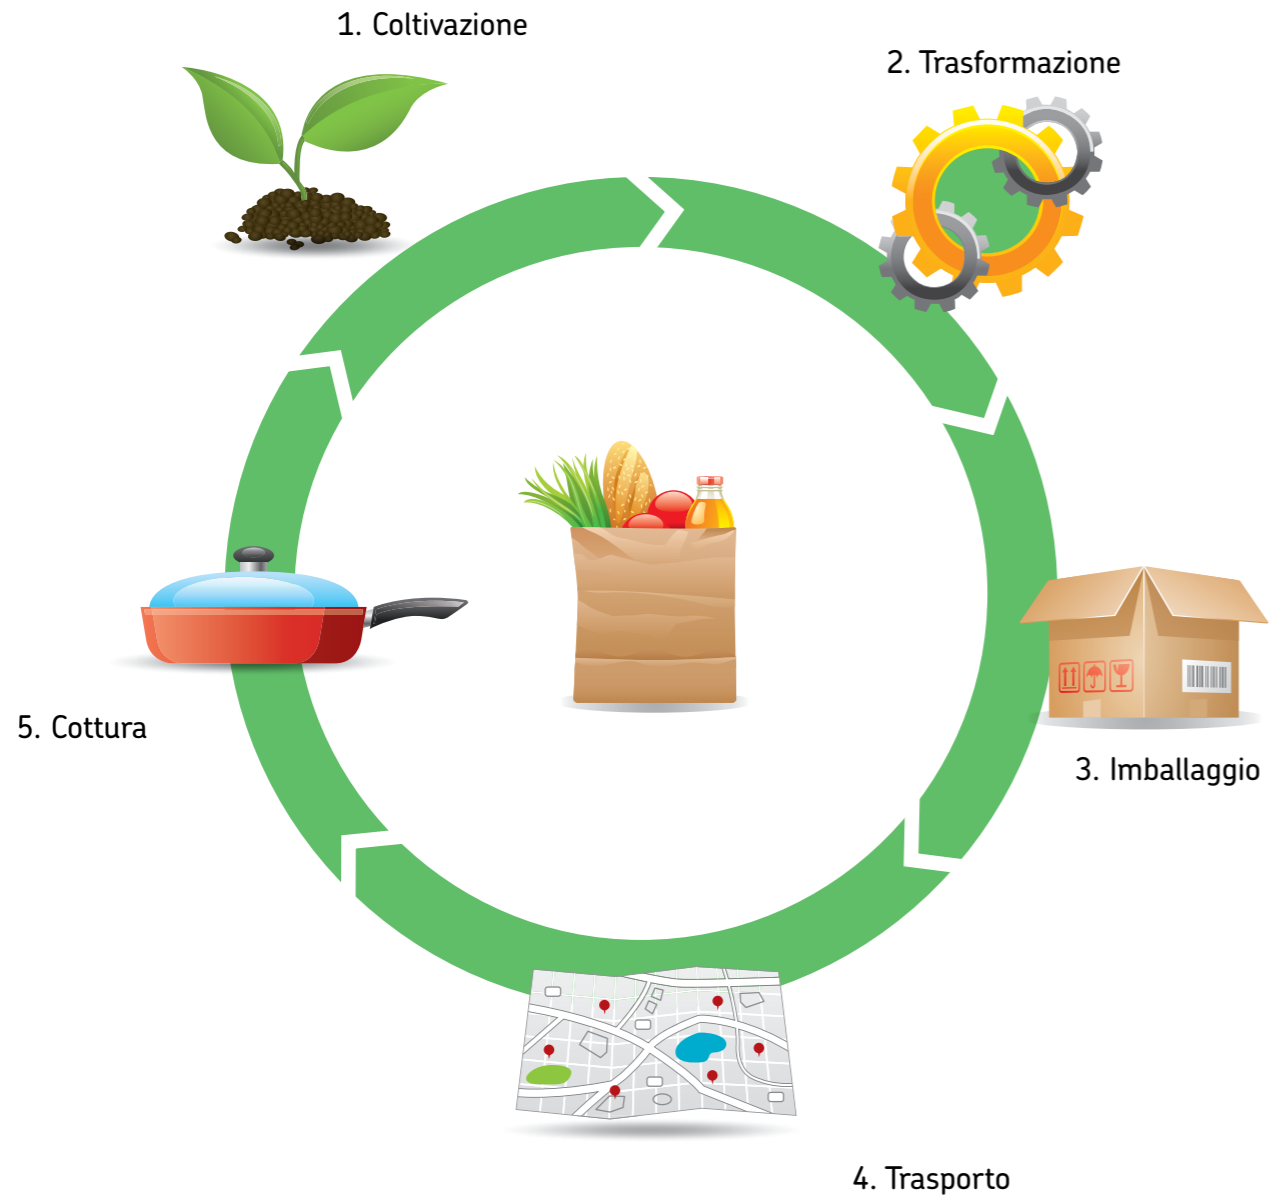 1. Coltivazione
2. Trasformazione
3. Imballaggio
4. Trasporto
5. Cottura